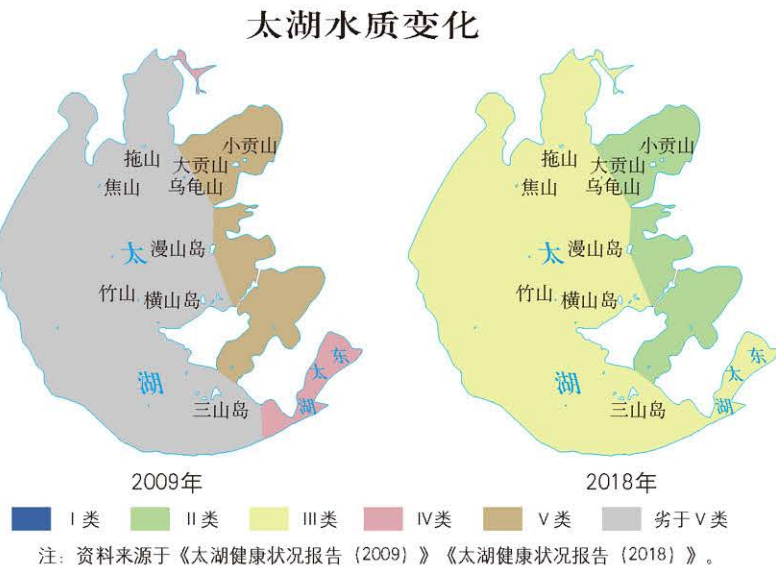 太湖水质变化
小贡山
拖山
大贡山
焦山
乌龟山
太
漫山岛
竹山
横山岛
湖
三山岛
东
太
湖
2009年
小贡山
拖山
大贡山
焦山
乌龟山
太
漫山岛
竹山
横山岛
湖
三山岛
东
太
湖
2018年
I类
II类
III类
IV类
V类
劣于V类
注：资料来源于《太湖健康状况报告（2009）》《太湖健康状况报告（2018）》。